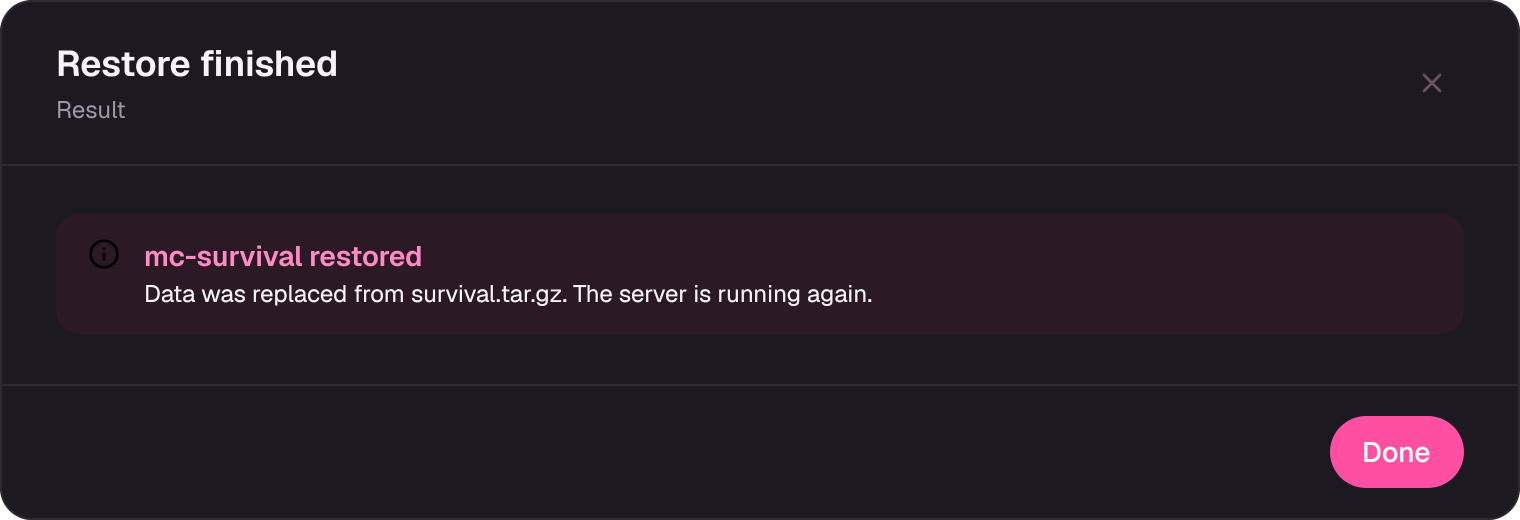 Restore finished
Result
mc-survival restored
Data was replaced from survival.tar.gz. The server is running again.
Done